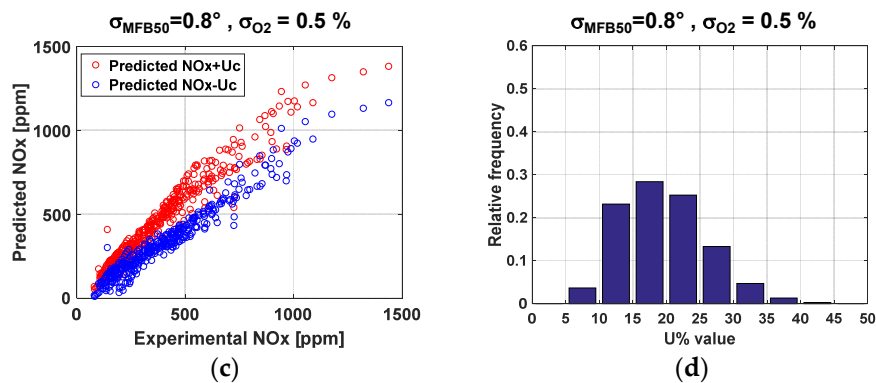 σMFB50=0.8° , σO2 = 0.5 %
1500
1000
500
0
Predicted NOx [ppm]
Predicted NOx+Uc
Predicted NOx-Uc
0 500 1000 1500
Experimental NOx [ppm]
(c)
σMFB50=0.8° , σO2 = 0.5 %
0.6
0.5
0.4
0.3
0.2
0.1
0
Relative frequency
0 5 10 15 20 25 30 35 40 45 50
U% value
(d)